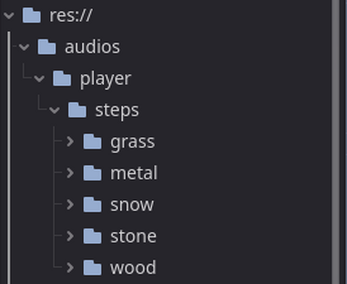 res://
audios
player
steps
grass
metal
snow
stone
wood